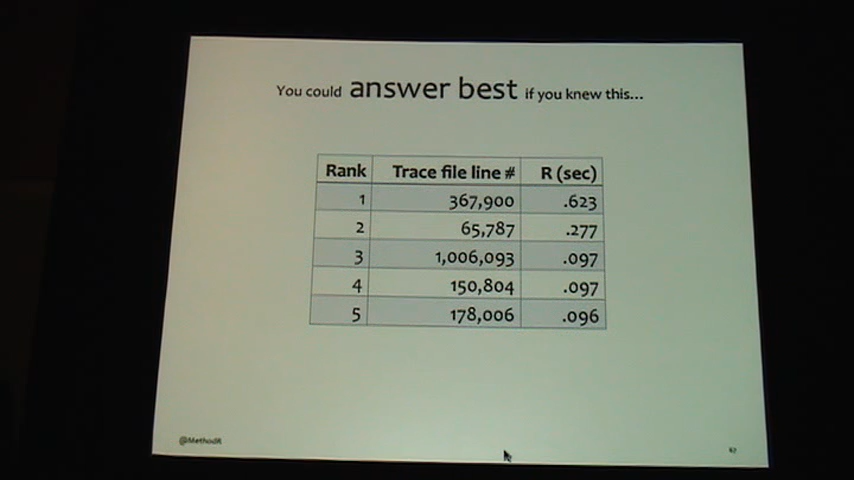 You could answer best if you knew this...
Rank Trace file line # R (sec)
1 367,900 .623
2 65,787 .277
3 1,006,093 .097
4 150,804 .097
5 178,006 .096
@MethodR